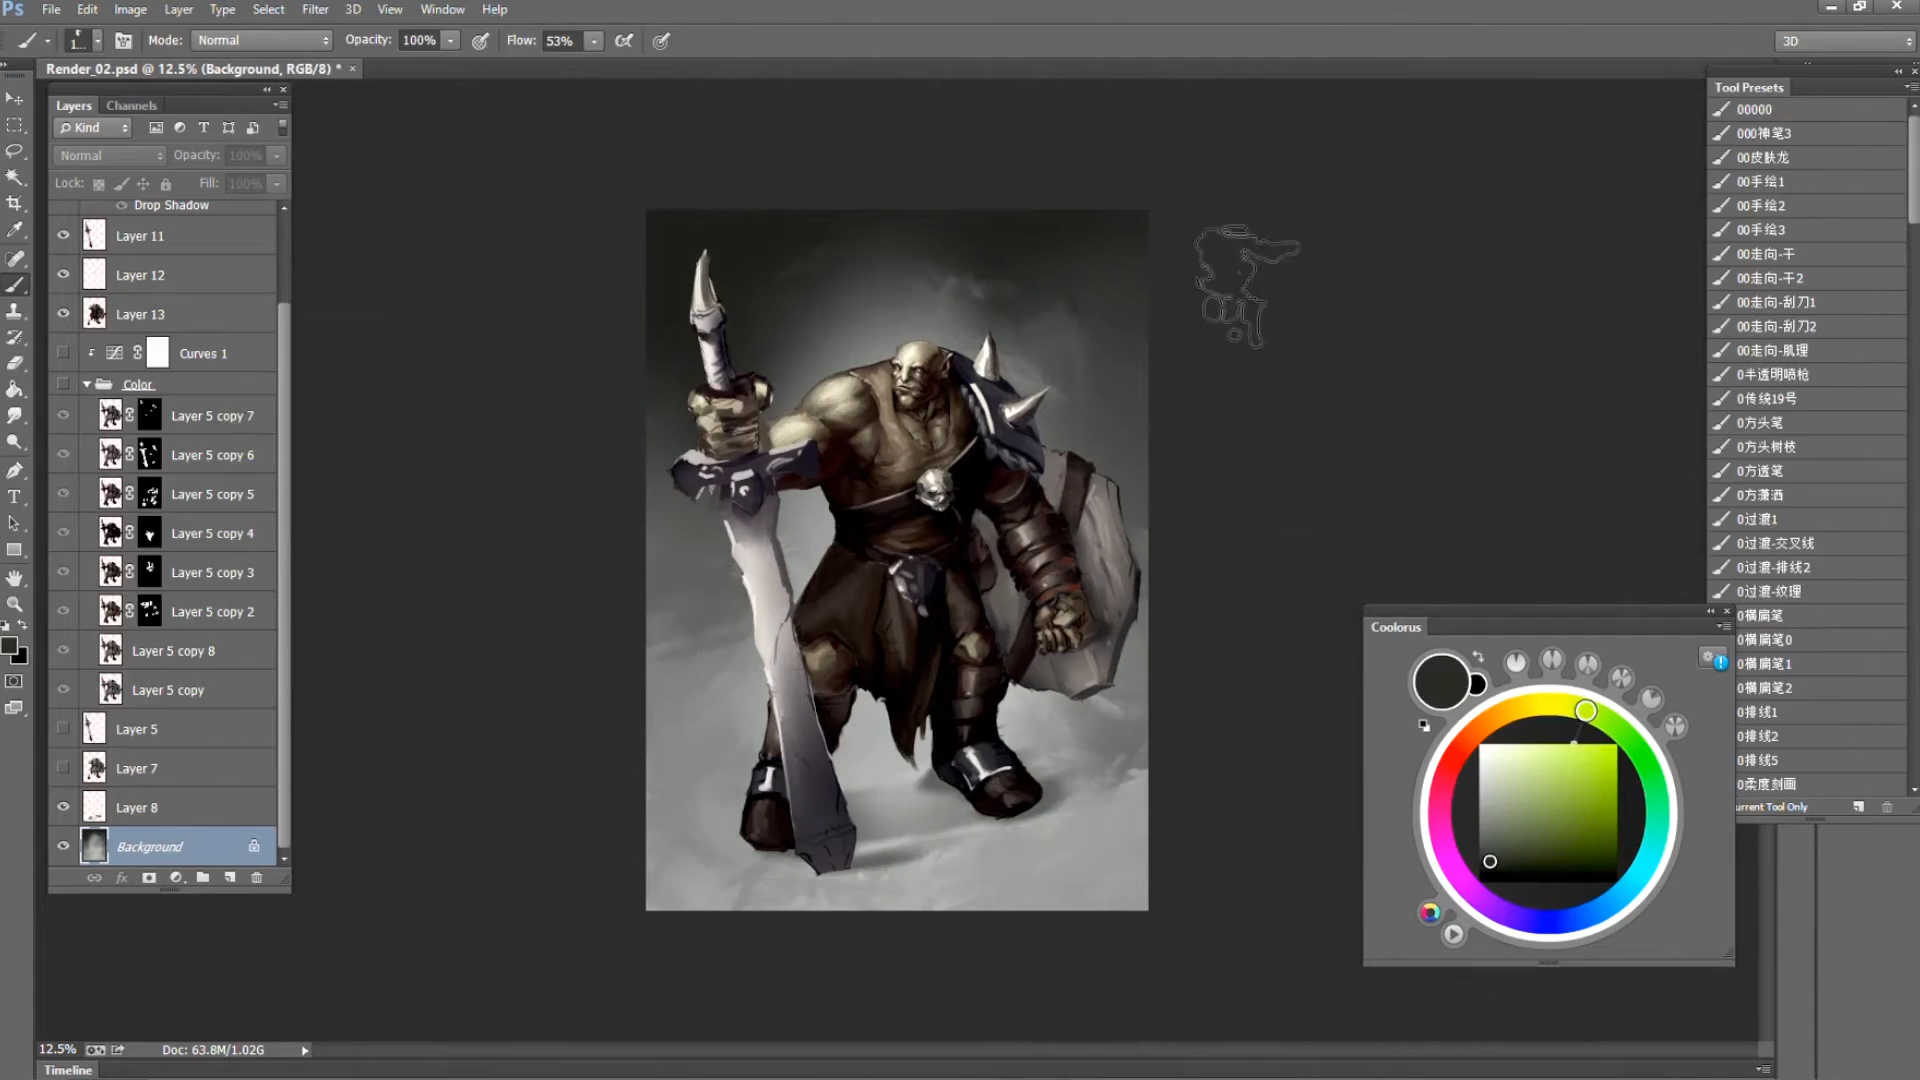 Ps File Edit Image Layer Type Select Filter 3D View Window Help
1... Mode: Normal Opacity: 100% Flow: 53% 3D
Render_02.psd @ 12.5% (Background, RGB/8) * ×
Layers Channels
Kind
Normal Opacity: 100%
Lock: Fill: 100%
Drop Shadow
Layer 11
Layer 12
Layer 13
Curves 1
Color
Layer 5 copy 7
Layer 5 copy 6
Layer 5 copy 5
Layer 5 copy 4
Layer 5 copy 3
Layer 5 copy 2
Layer 5 copy 8
Layer 5 copy
Layer 5
Layer 7
Layer 8
Background
fx
Tool Presets
00000
000神笔3
00皮肤龙
00手绘1
00手绘2
00手绘3
00走向-干
00走向-干2
00走向-刮刀1
00走向-刮刀2
00走向-肌理
0半透明喷枪
0传统19号
0方头笔
0方头树枝
0方透笔
0方潇洒
0过渡1
0过渡-交叉线
0过渡-排线2
0过渡-纹理
0横扁笔
0横扁笔0
0横扁笔1
0横扁笔2
0排线1
0排线2
0排线5
0柔度刻画
urrent Tool Only
Coolorus
12.5% Doc: 63.8M/1.02G
Timeline